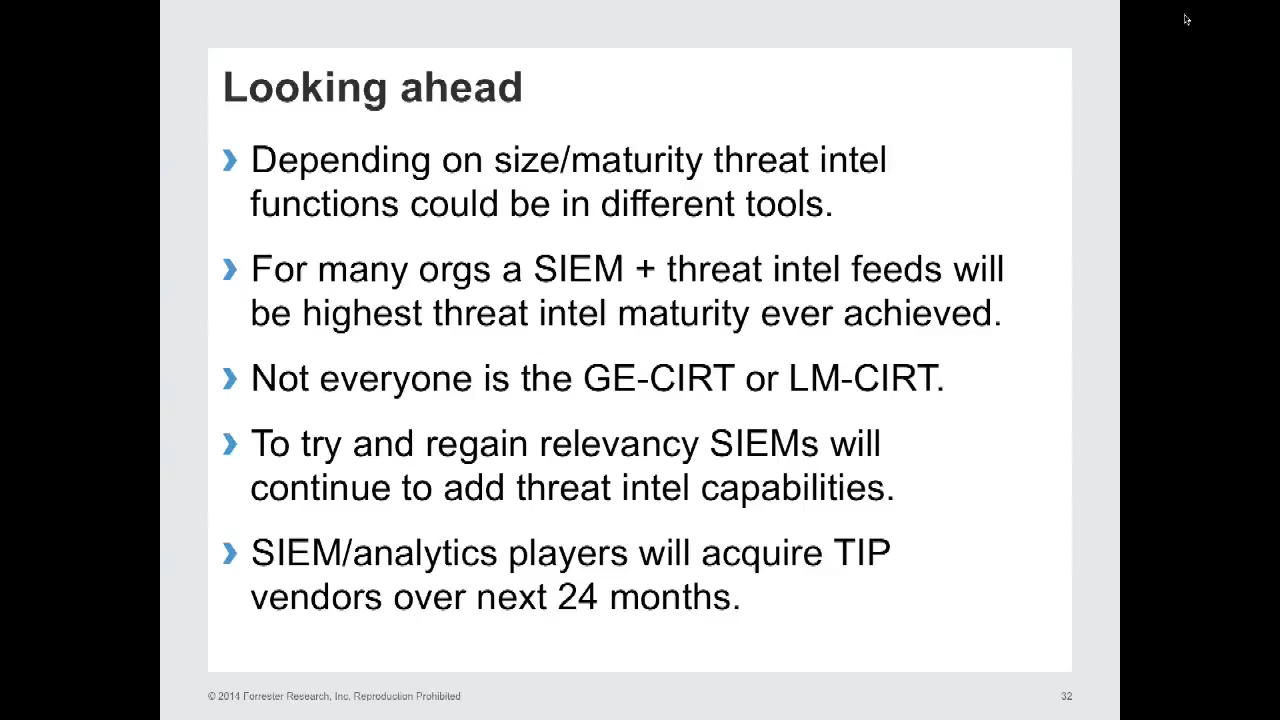 Looking ahead
› Depending on size/maturity threat intel
functions could be in different tools.
› For many orgs a SIEM + threat intel feeds will
be highest threat intel maturity ever achieved.
› Not everyone is the GE-CIRT or LM-CIRT.
› To try and regain relevancy SIEMs will
continue to add threat intel capabilities.
› SIEM/analytics players will acquire TIP
vendors over next 24 months.
© 2014 Forrester Research, Inc. Reproduction Prohibited
32